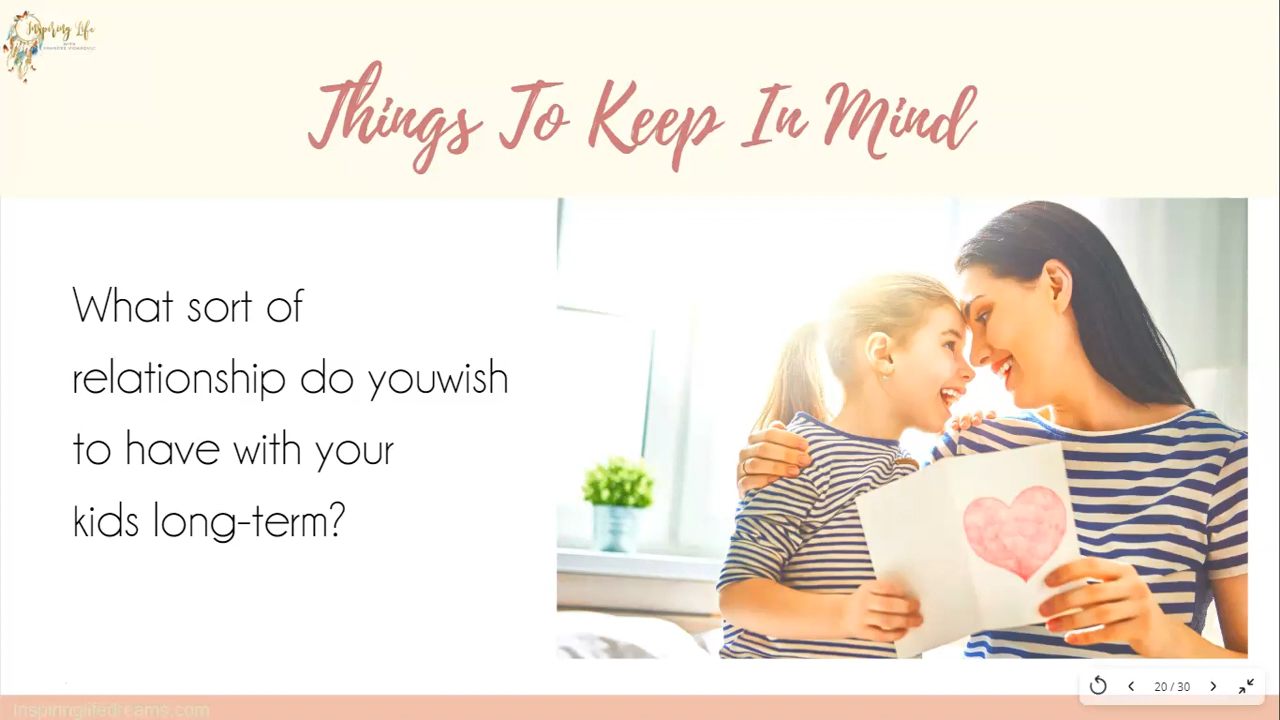 Inspiring Life
Things To Keep In Mind
What sort of
relationship do youwish
to have with your
kids long-term?
20 / 30
Inspiringlifedreams.com